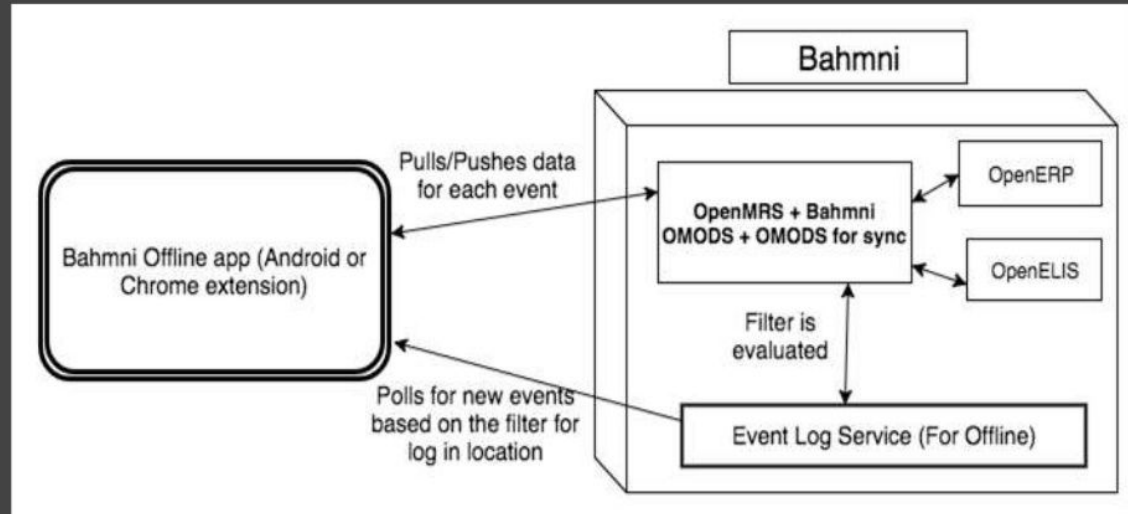 Bahmni
Pulls/Pushes data
for each event
OpenERP
OpenMRS + Bahmni
OMODS + OMODS for sync
Bahmni Offline app (Android or
Chrome extension)
OpenELIS
Filter is
evaluated
Polls for new events
based on the filter for
log in location
Event Log Service (For Offline)